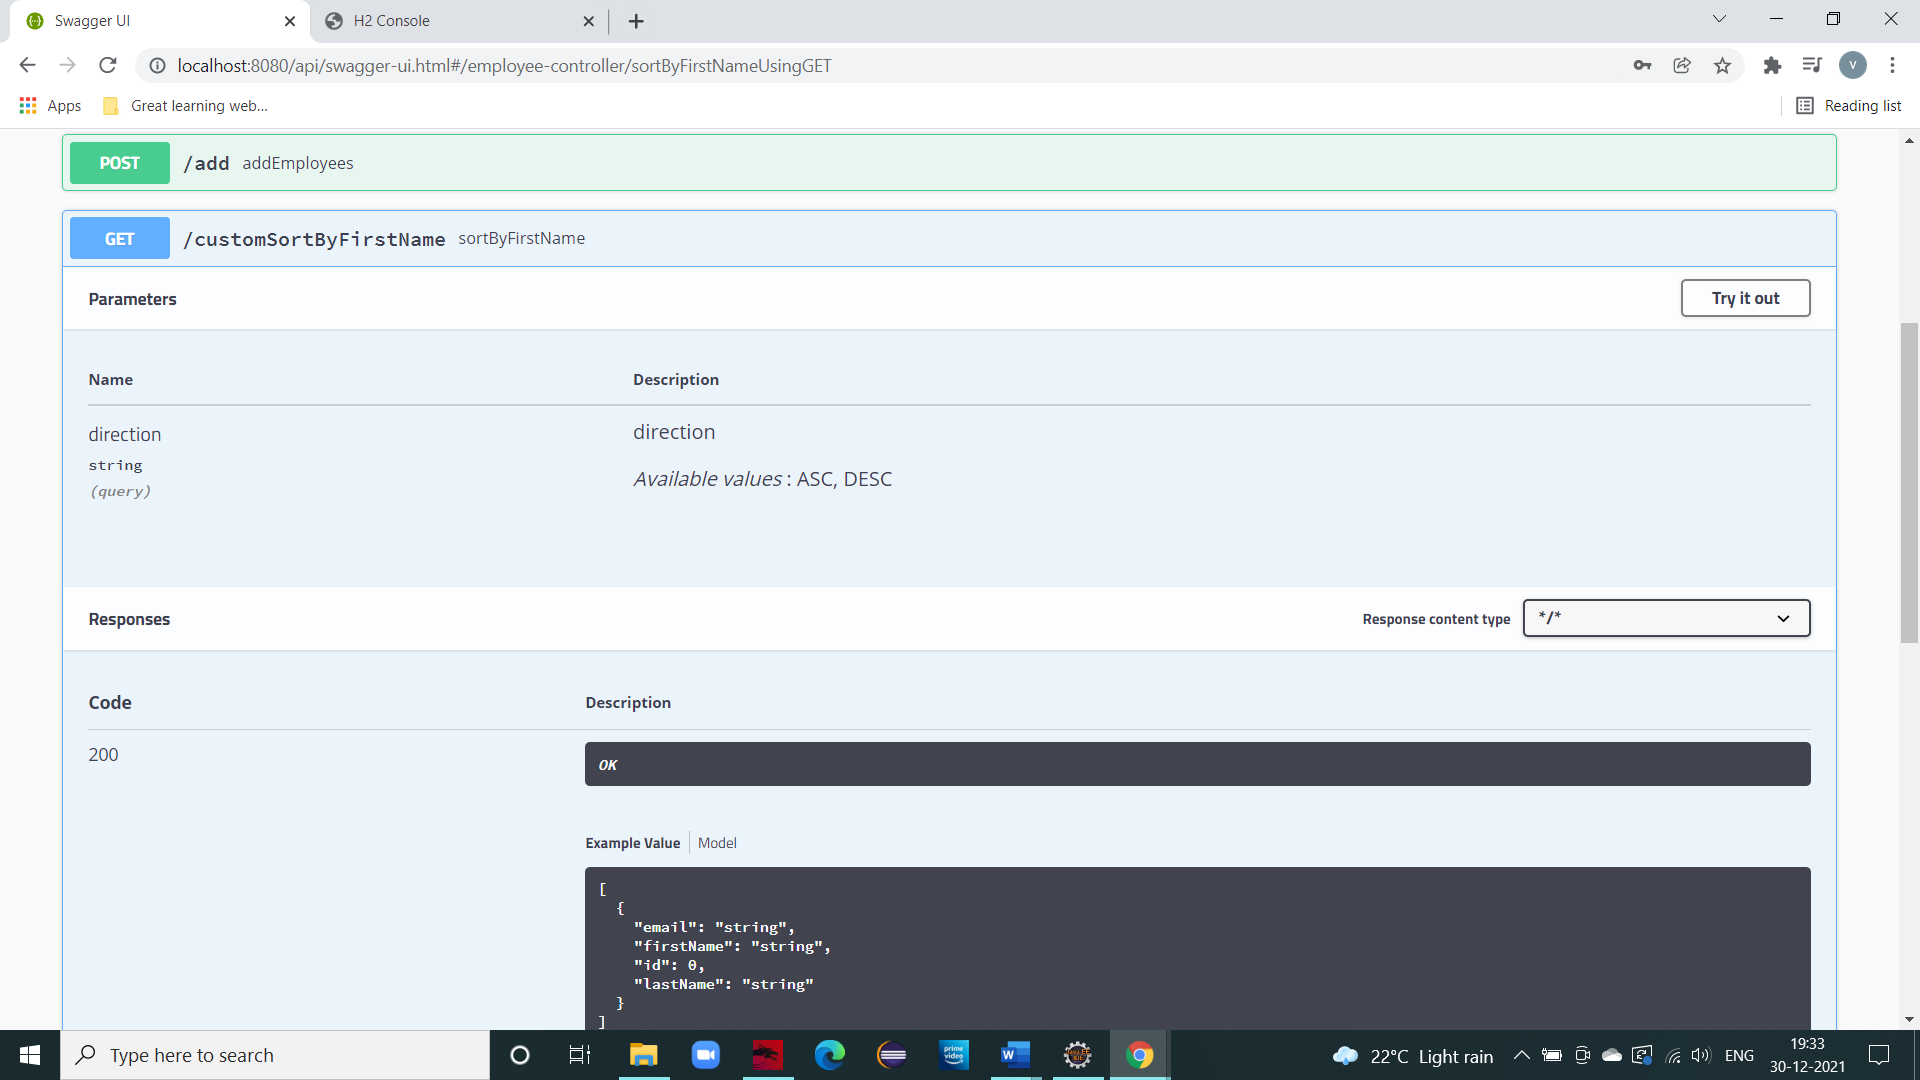 Swagger UI
H2 Console
localhost:8080/api/swagger-ui.html#/employee-controller/sortByFirstNameUsingGET
V
Apps
Great learning web...
Reading list
POST /add addEmployees
GET /customSortByFirstName sortByFirstName
Parameters
Try it out
Name Description
direction
string
(query)
direction
Available values : ASC, DESC
Responses
Response content type */*
Code Description
200
OK
Example Value Model
[
{
"email": "string",
"firstName": "string",
"id": 0,
"lastName": "string"
}
]
Type here to search
prime video
W
22°C Light rain
ENG
19:33
30-12-2021